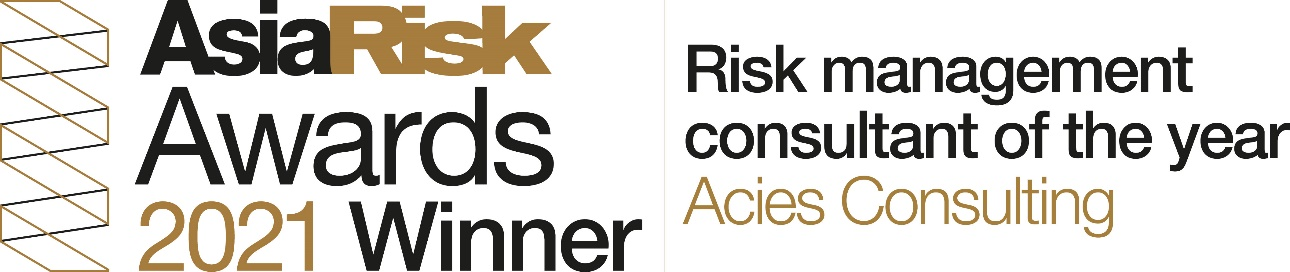 AsiaRisk
Awards
2021 Winner
Risk management
consultant of the year
Acies Consulting